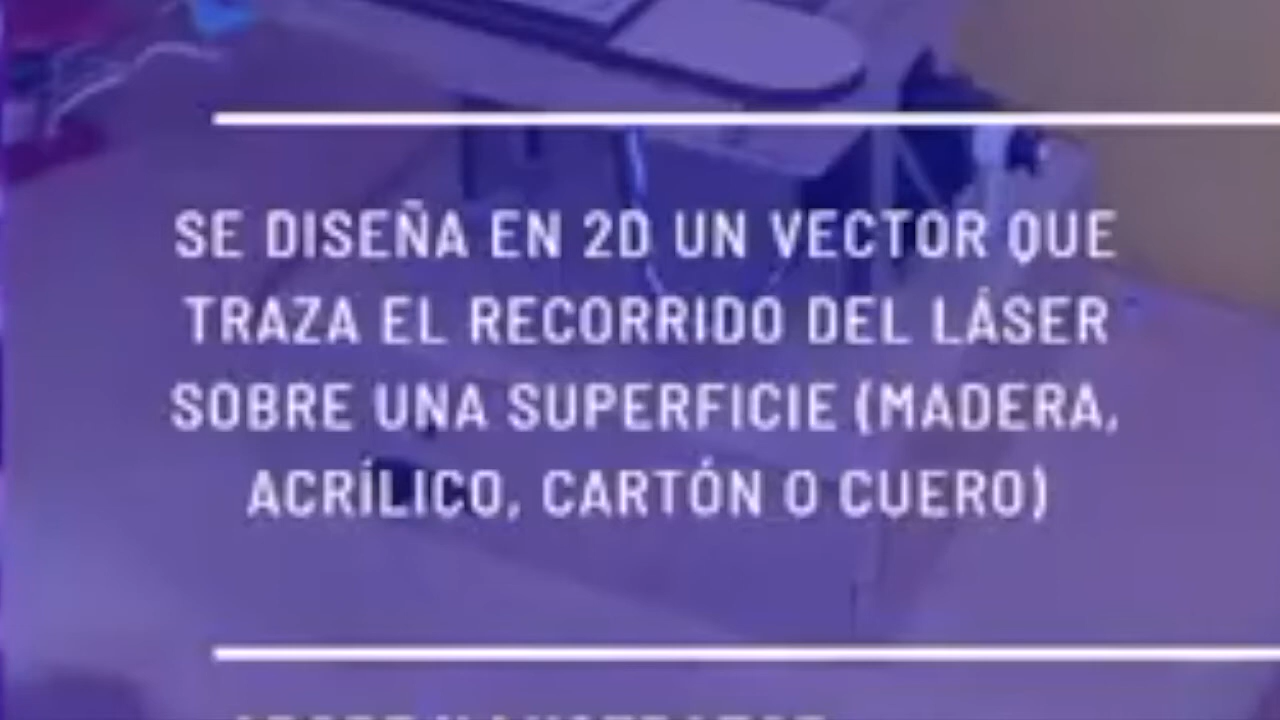 SE DISEÑA EN 2D UN VECTOR QUE
TRAZA EL RECORRIDO DEL LÁSER
SOBRE UNA SUPERFICIE (MADERA,
ACRÍLICO, CARTÓN O CUERO)